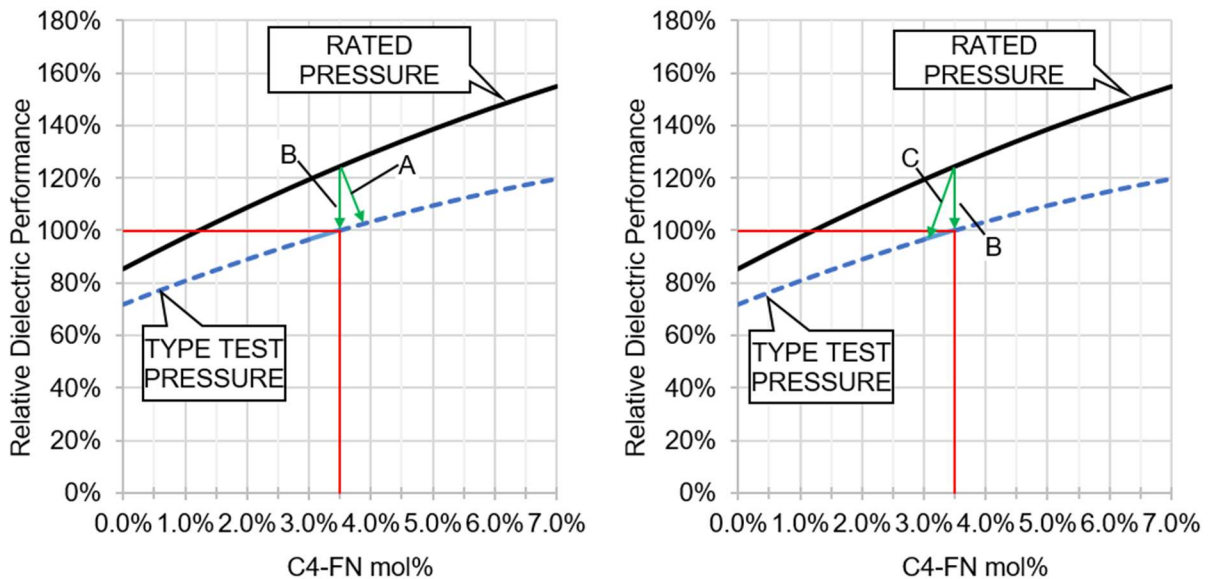 180%
160%
140%
120%
100%
80%
60%
40%
20%
0%
Relative Dielectric Performance
RATED
PRESSURE
B
A
TYPE TEST
PRESSURE
0.0% 1.0% 2.0% 3.0% 4.0% 5.0% 6.0% 7.0%
C4-FN mol%
180%
160%
140%
120%
100%
80%
60%
40%
20%
0%
Relative Dielectric Performance
RATED
PRESSURE
C
B
TYPE TEST
PRESSURE
0.0% 1.0% 2.0% 3.0% 4.0% 5.0% 6.0% 7.0%
C4-FN mol%